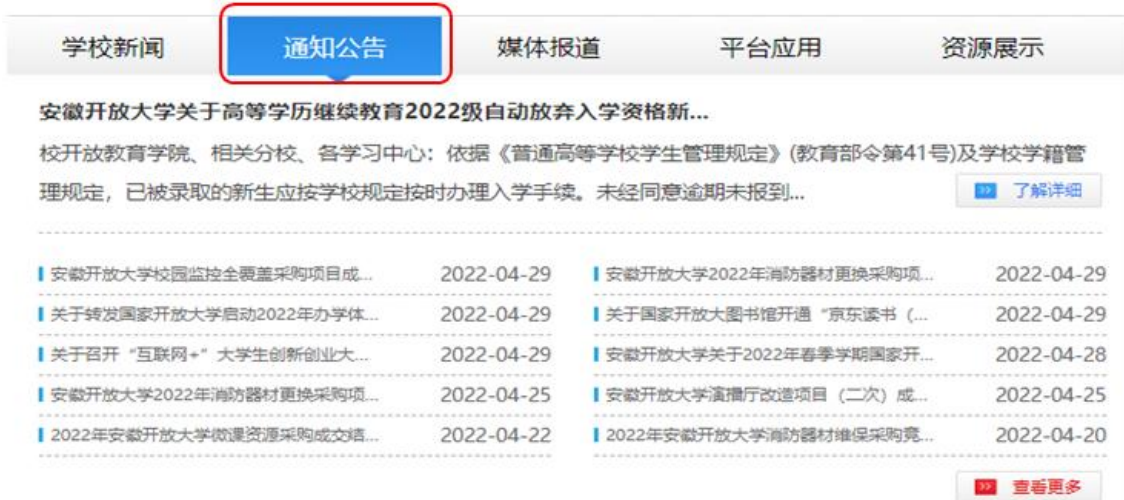 学校新闻 通知公告 媒体报道 平台应用 资源展示
安徽开放大学关于高等学历继续教育2022级自动放弃入学资格新...
校开放教育学院、相关分校、各学习中心：依据《普通高等学校学生管理规定》(教育部令第41号)及学校学籍管
理规定，已被录取的新生应按学校规定按时办理入学手续。未经同意逾期未报到...
了解详细
安徽开放大学校园监控全覆盖采购项目成... 2022-04-29
安徽开放大学2022年消防器材更换采购项... 2022-04-29
关于转发国家开放大学启动2022年办学体... 2022-04-29
关于国家开放大图书馆开通“京东读书（... 2022-04-29
关于召开“互联网+”大学生创新创业大... 2022-04-29
安徽开放大学关于2022年春季学期国家开... 2022-04-28
安徽开放大学2022年消防器材更换采购项... 2022-04-25
安徽开放大学演播厅改造项目（二次）成... 2022-04-25
2022年安徽开放大学微课资源采购成交结... 2022-04-22
2022年安徽开放大学消防器材维保采购竞... 2022-04-20
查看更多